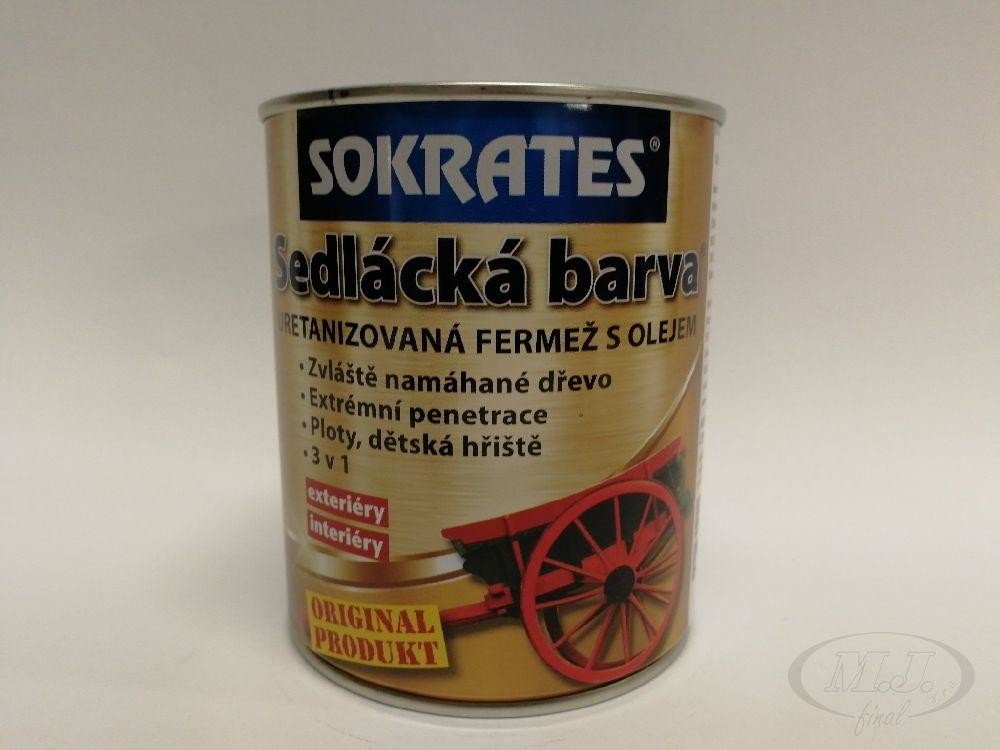 SOKRATES®
Sedlácká barva®
URETANIZOVANÁ FERMEŽ S OLEJEM
• Zvláště namáhané dřevo
• Extrémní penetrace
• Ploty, dětská hřiště
• 3 v 1
exteriéry
interiéry
ORIGINAL
PRODUKT
M.J.
final s.r.o.